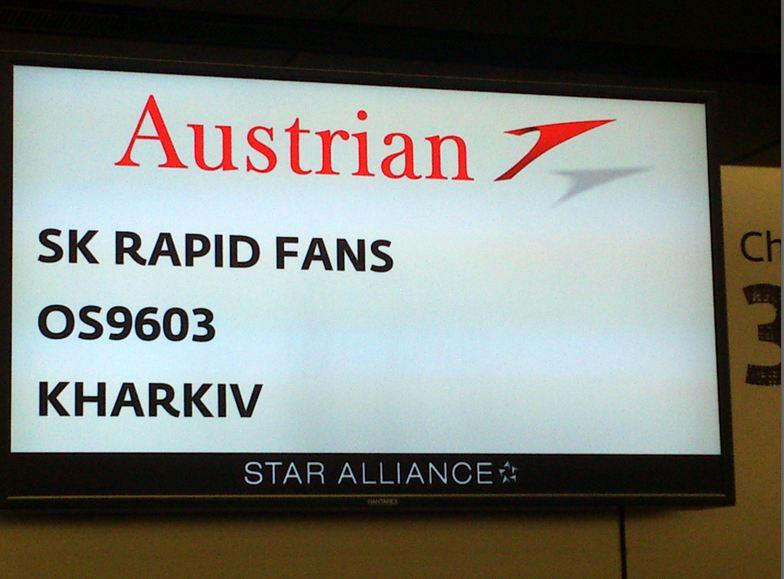 Austrian
SK RAPID FANS
OS9603
KHARKIV
STAR ALLIANCE
Ch
3